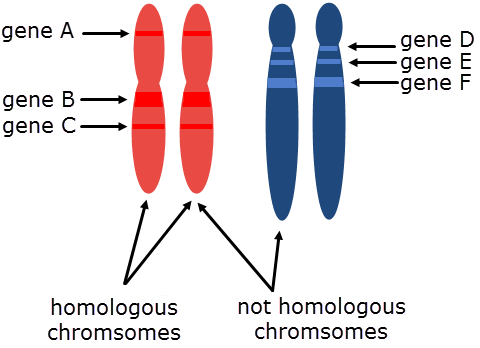 gene A
gene D
gene E
gene F
gene B
gene C
homologous
chromsomes
not homologous
chromsomes